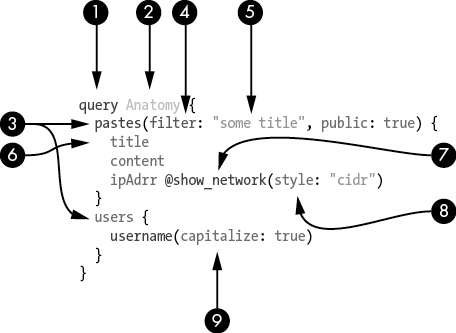 1 2 4 5
query Anatomy {
3 pastes(filter: "some title", public: true) {
6 title 7
content
ipAdrr @show_network(style: "cidr")
}
users { 8
username(capitalize: true)
}
}
9